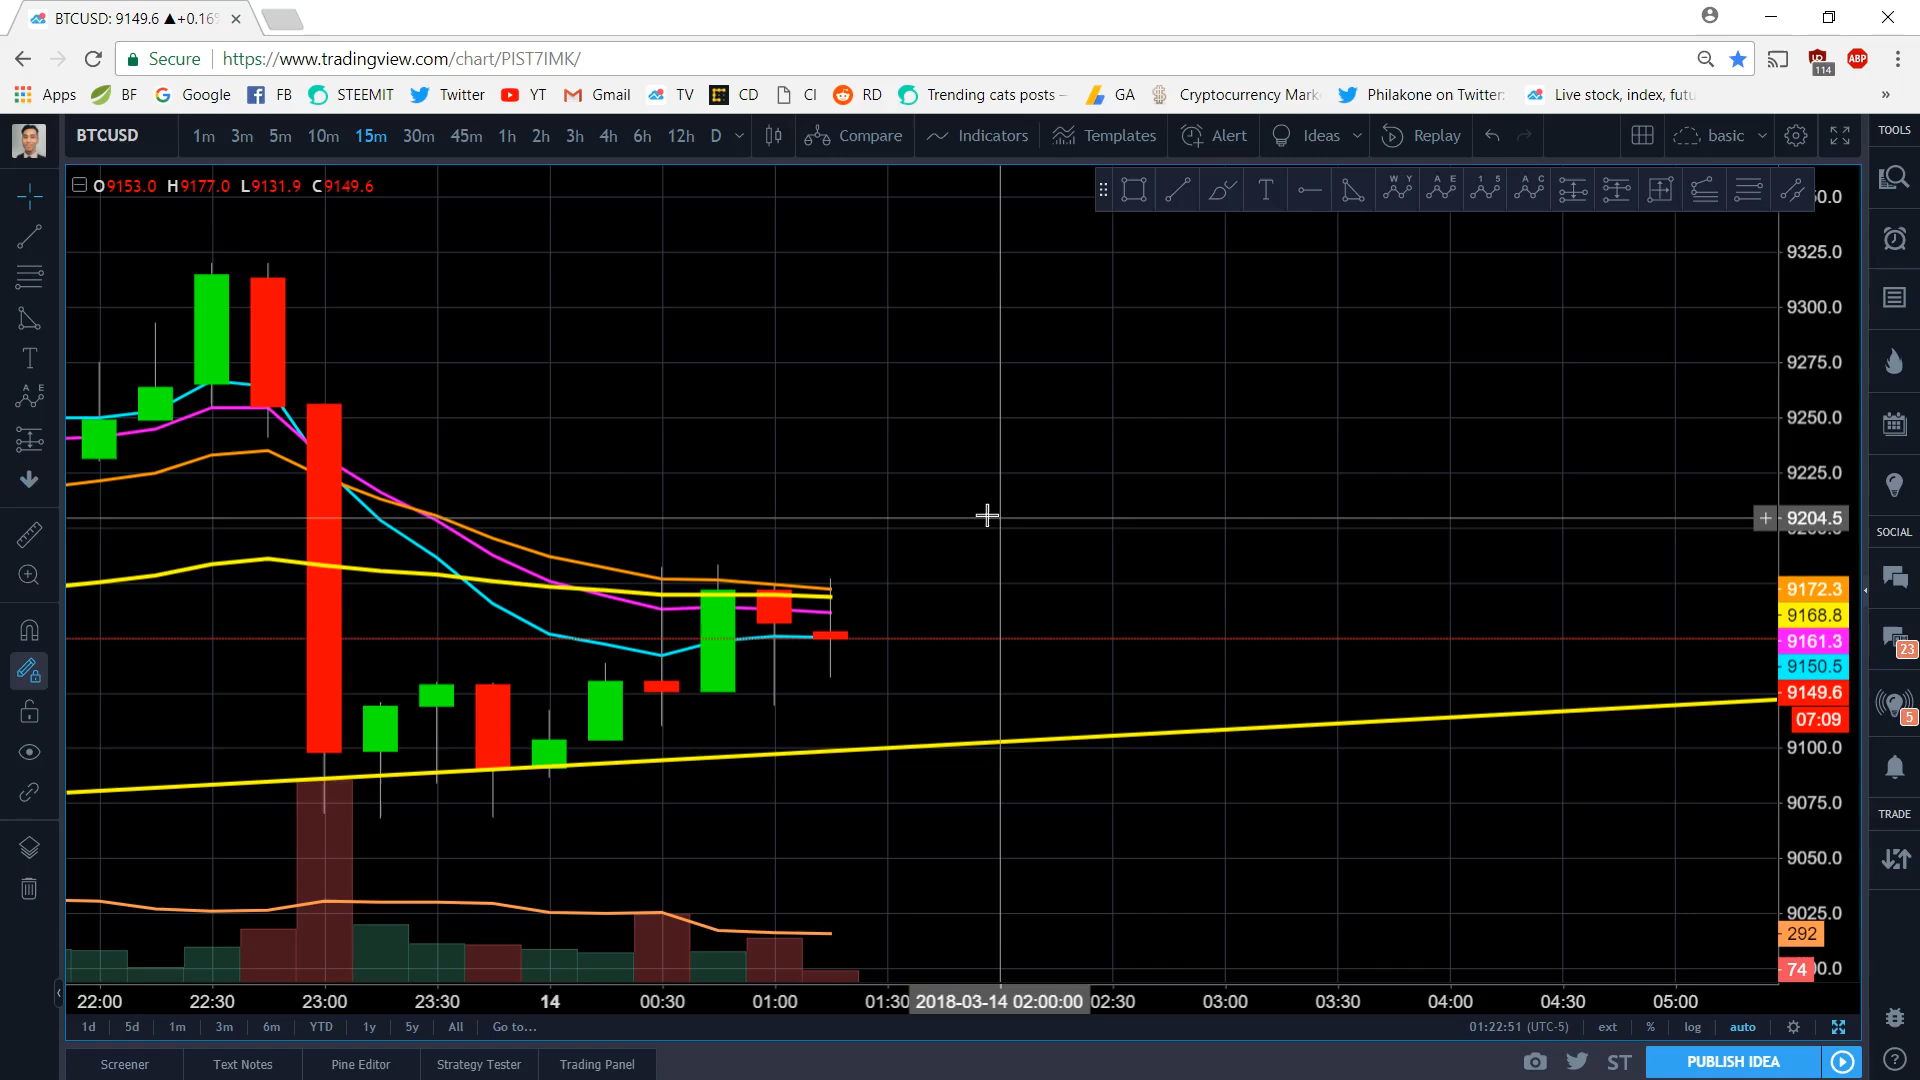 BTCUSD: 9149.6 ▲+0.16%
Secure https://www.tradingview.com/chart/PIST7IMK/
114 ABP
Apps BF Google FB STEEMIT Twitter YT Gmail TV CD CI RD Trending cats posts – GA Cryptocurrency Mark Philakone on Twitter: Live stock, index, futu »
BTCUSD 1m 3m 5m 10m 15m 30m 45m 1h 2h 3h 4h 6h 12h D Compare Indicators Templates Alert Ideas Replay basic TOOLS
O9153.0 H9177.0 L9131.9 C9149.6
W Y A E 1 5 A C
9325.0
9300.0
9275.0
9250.0
A E
9225.0
9204.5
SOCIAL
9172.3
9168.8
9161.3
23
9150.5
9149.6
5
07:09
9100.0
9075.0
TRADE
9050.0
9025.0
292
74
22:00 22:30 23:00 23:30 14 00:30 01:00 01:30 2018-03-14 02:00:00 02:30 03:00 03:30 04:00 04:30 05:00
1d 5d 1m 3m 6m YTD 1y 5y All Go to... 01:22:51 (UTC-5) ext % log auto
Screener Text Notes Pine Editor Strategy Tester Trading Panel ST PUBLISH IDEA